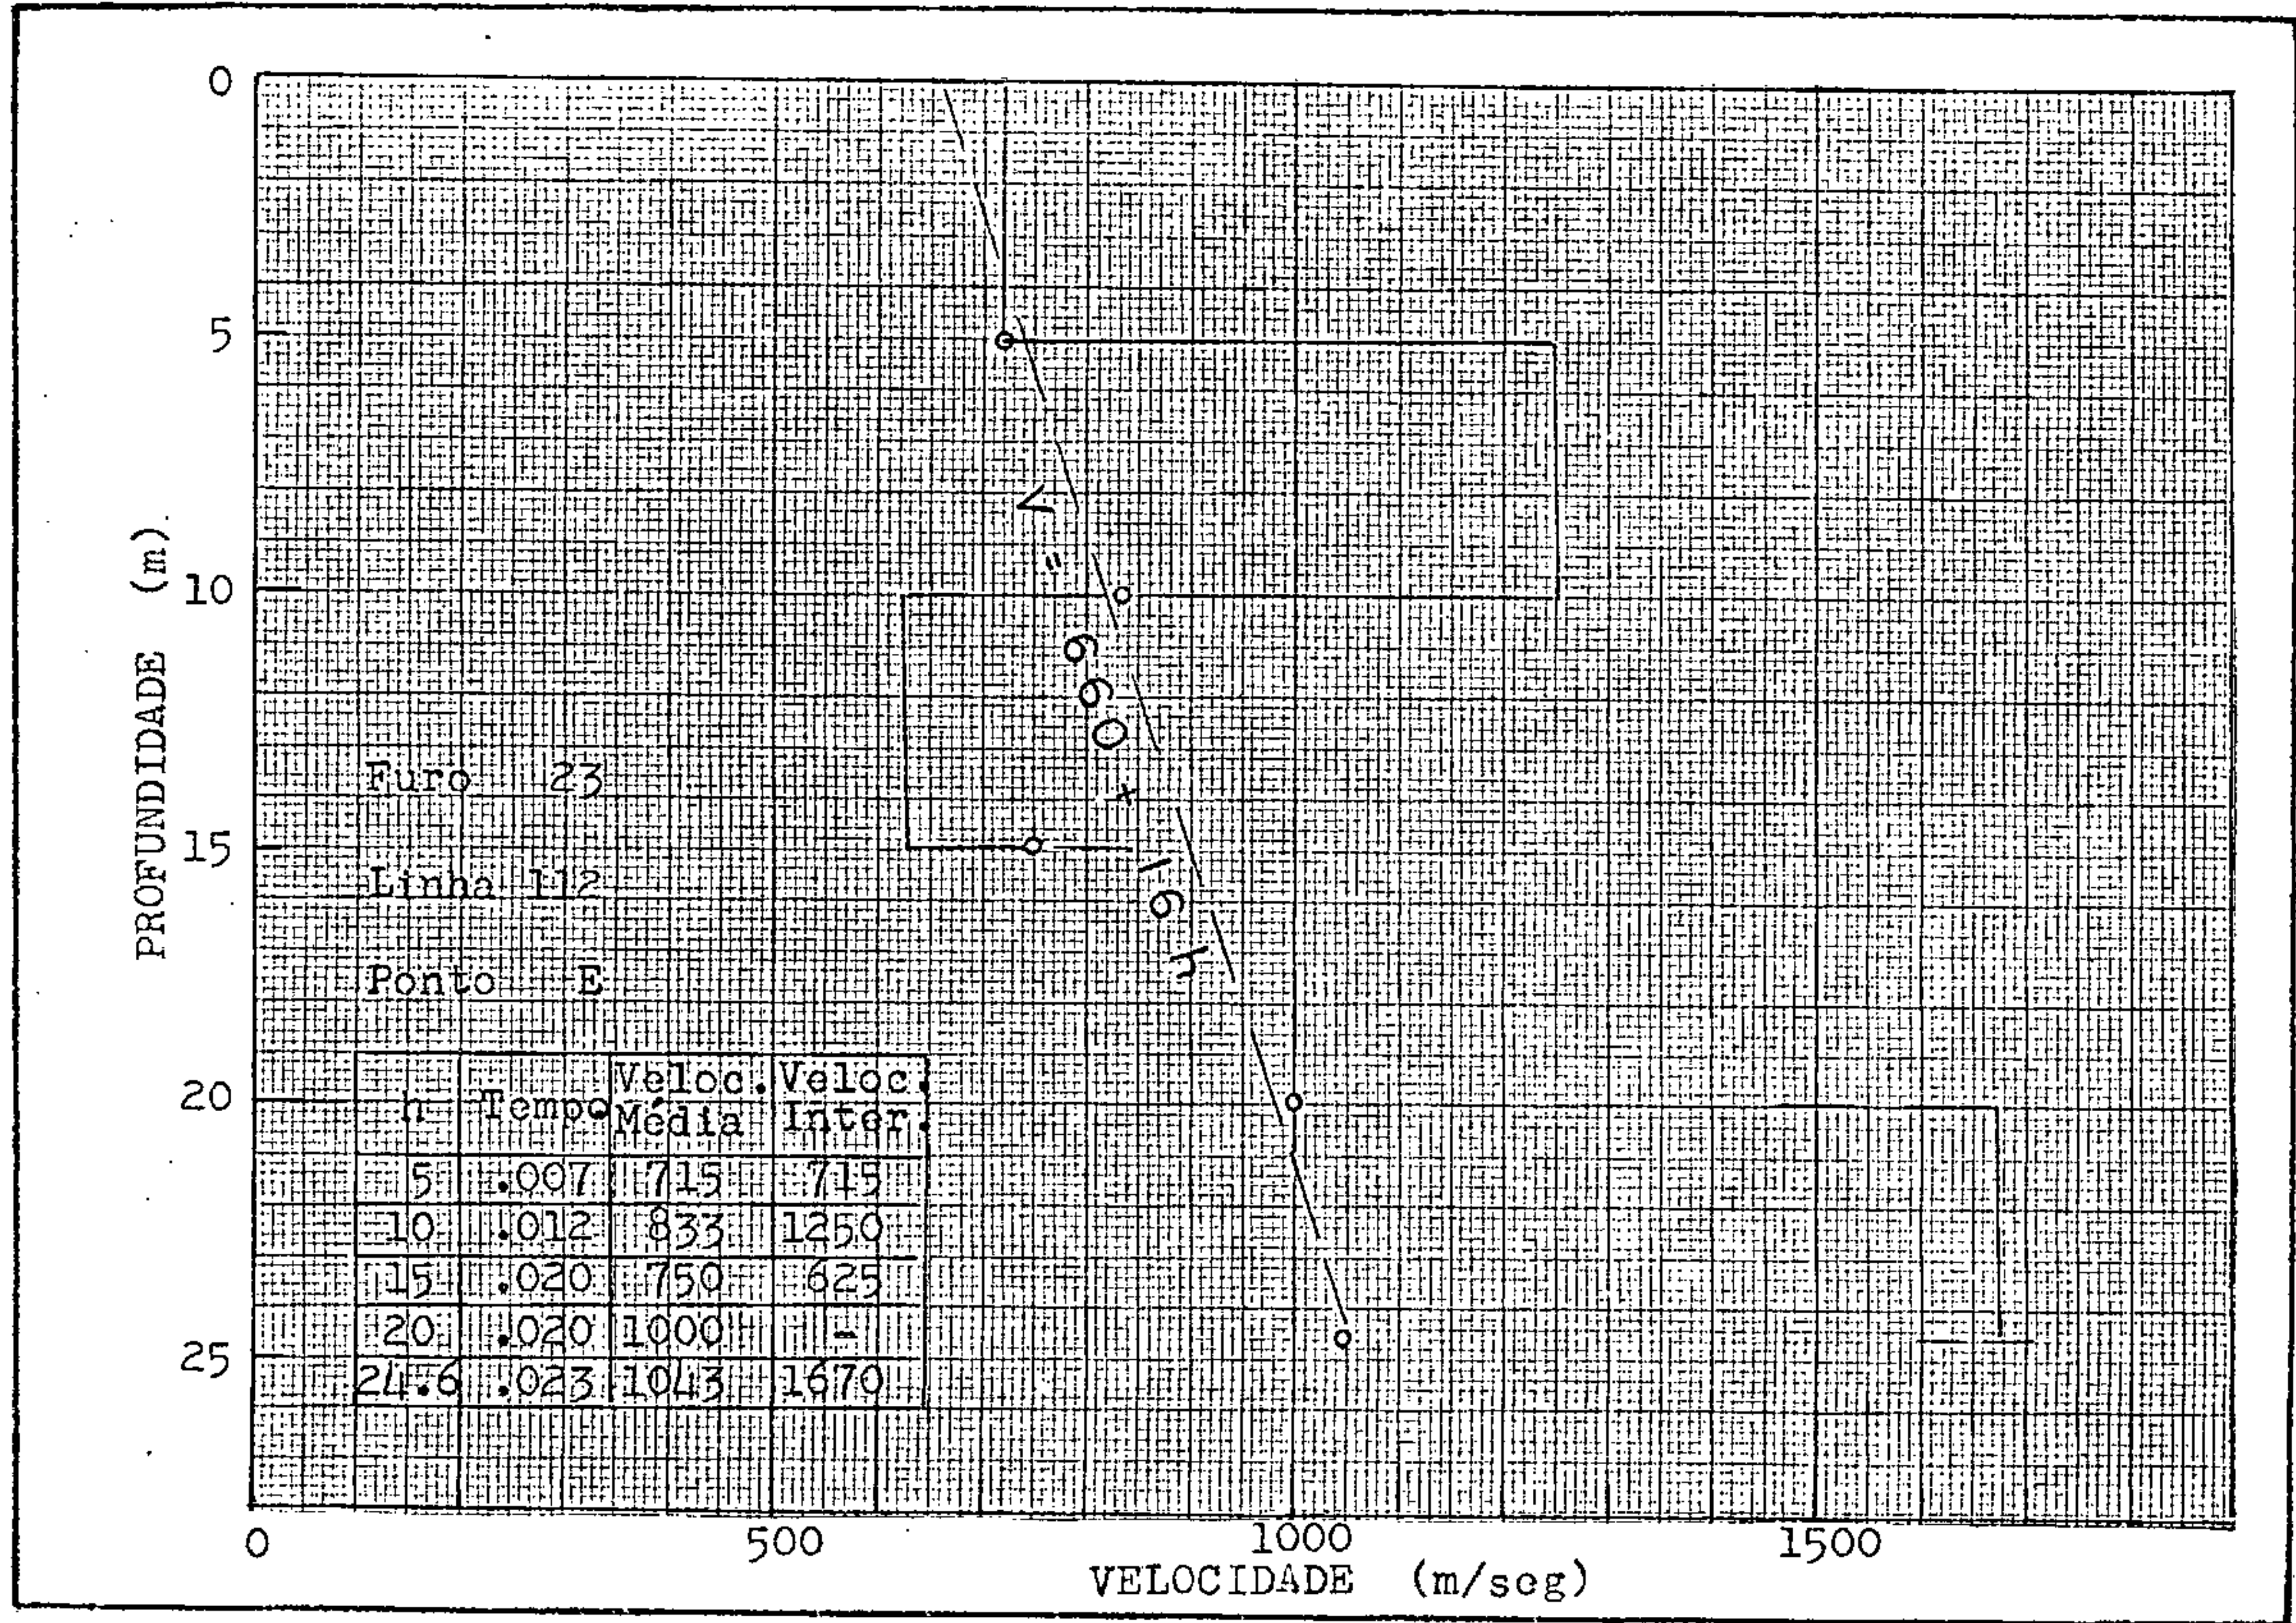 0
5
10
15
20
25
PROFUNDIDADE (m)
V = 660 + 16 h
Furo 23
Linha 112
Ponto E
h Tempo Veloc. Média Veloc. Inter.
5 .007 715 715
10 .012 833 1250
15 .020 750 625
20 .020 1000 -
24.6 .023 1043 1670
0 500 1000 1500
VELOCIDADE (m/seg)